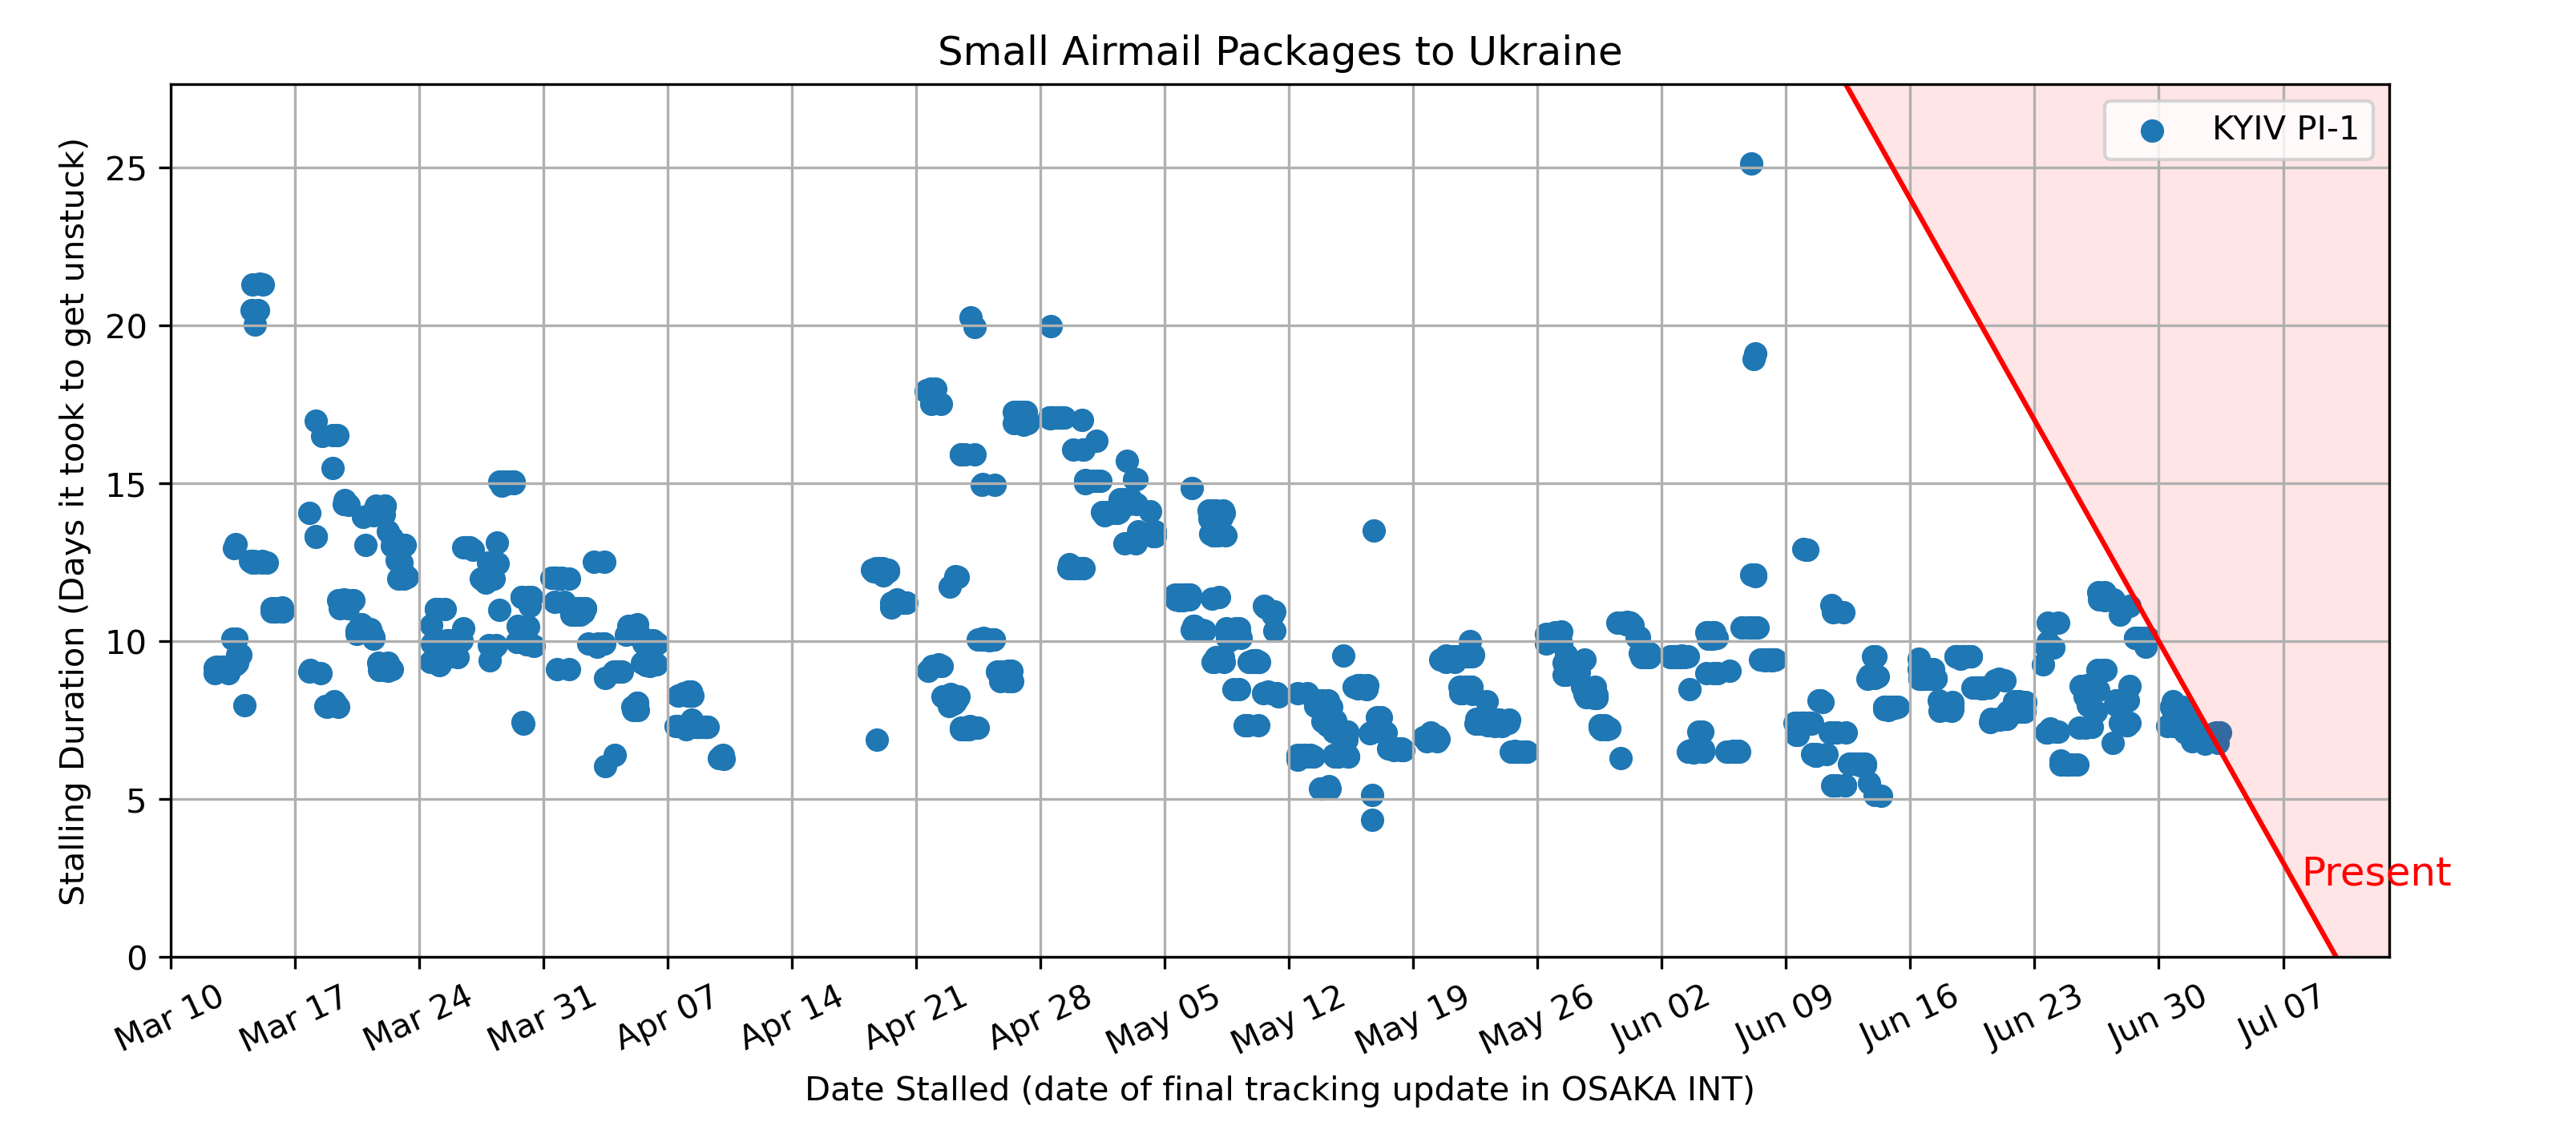 Small Airmail Packages to Ukraine
KYIV PI-1
Stalling Duration (Days it took to get unstuck)
25
20
15
10
5
0
Present
Mar 10
Mar 17
Mar 24
Mar 31
Apr 07
Apr 14
Apr 21
Apr 28
May 05
May 12
May 19
May 26
Jun 02
Jun 09
Jun 16
Jun 23
Jun 30
Jul 07
Date Stalled (date of final tracking update in OSAKA INT)